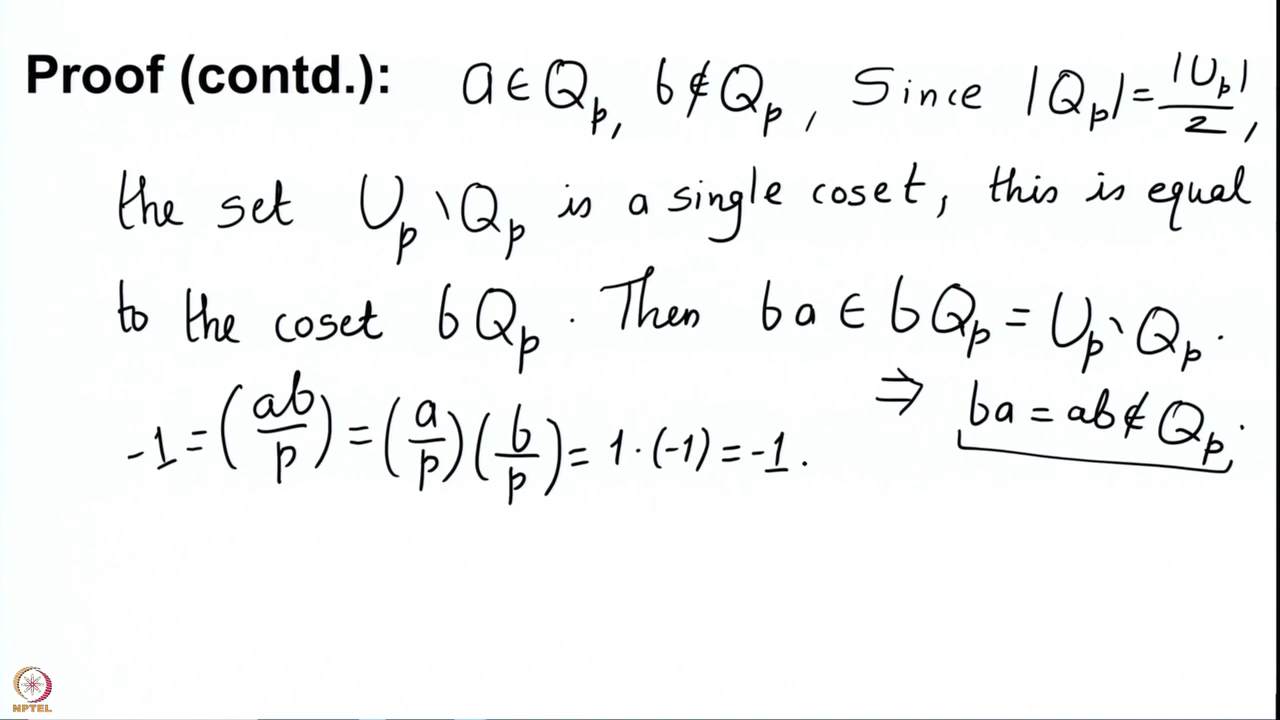 Proof (contd.): a ∈ Q_p, b ∉ Q_p, Since |Q_p| = |U_p|/2,
the set U_p \ Q_p is a single coset, this is equal
to the coset bQ_p. Then ba ∈ bQ_p = U_p \ Q_p.
⇒ ba = ab ∉ Q_p.
-1 = (ab/p) = (a/p)(b/p) = 1·(-1) = -1.
NPTEL